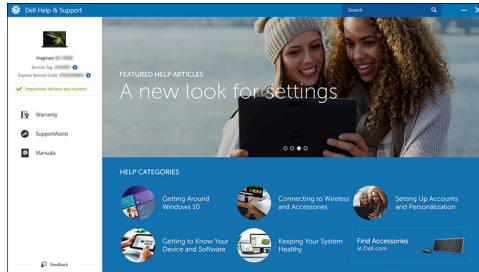 Dell Help & Support
Search
Inspiron
Service Tag
Express Service Code
Important drivers are current
Warranty
SupportAssist
Manuals
Feedback
FEATURED HELP ARTICLES
A new look for settings
HELP CATEGORIES
Getting Around
Windows 10
Connecting to Wireless
and Accessories
Setting Up Accounts
and Personalization
Getting to Know Your
Device and Software
Keeping Your System
Healthy
Find Accessories
at Dell.com